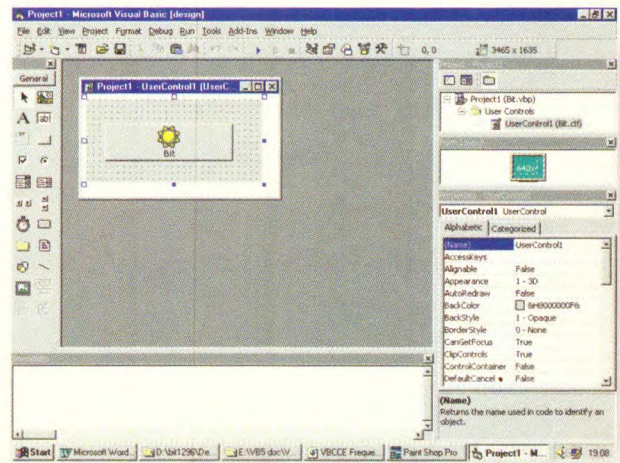 Project1 - Microsoft Visual Basic [design]
File Edit View Project Format Debug Run Tools Add-Ins Window Help
0, 0
3465 x 1635
General
Project1 - UserControl1 (UserC...
Bit
Project1 (Bit.vbp)
User Controls
UserControl1 (Bit.ctl)
UserControl1 UserControl
Alphabetic Categorized
(Name) UserControl1
AccessKeys
Alignable False
Appearance 1 - 3D
AutoRedraw False
BackColor &H8000000F&
BackStyle 1 - Opaque
BorderStyle 0 - None
CanGetFocus True
ClipControls True
ControlContainer False
DefaultCancel False
(Name)
Returns the name used in code to identify an
object.
Start Microsoft Word... D:\bit1296\De... E:\VB5 doc\W... VBCCE Freque... Paint Shop Pro Project1 - M... 19:08